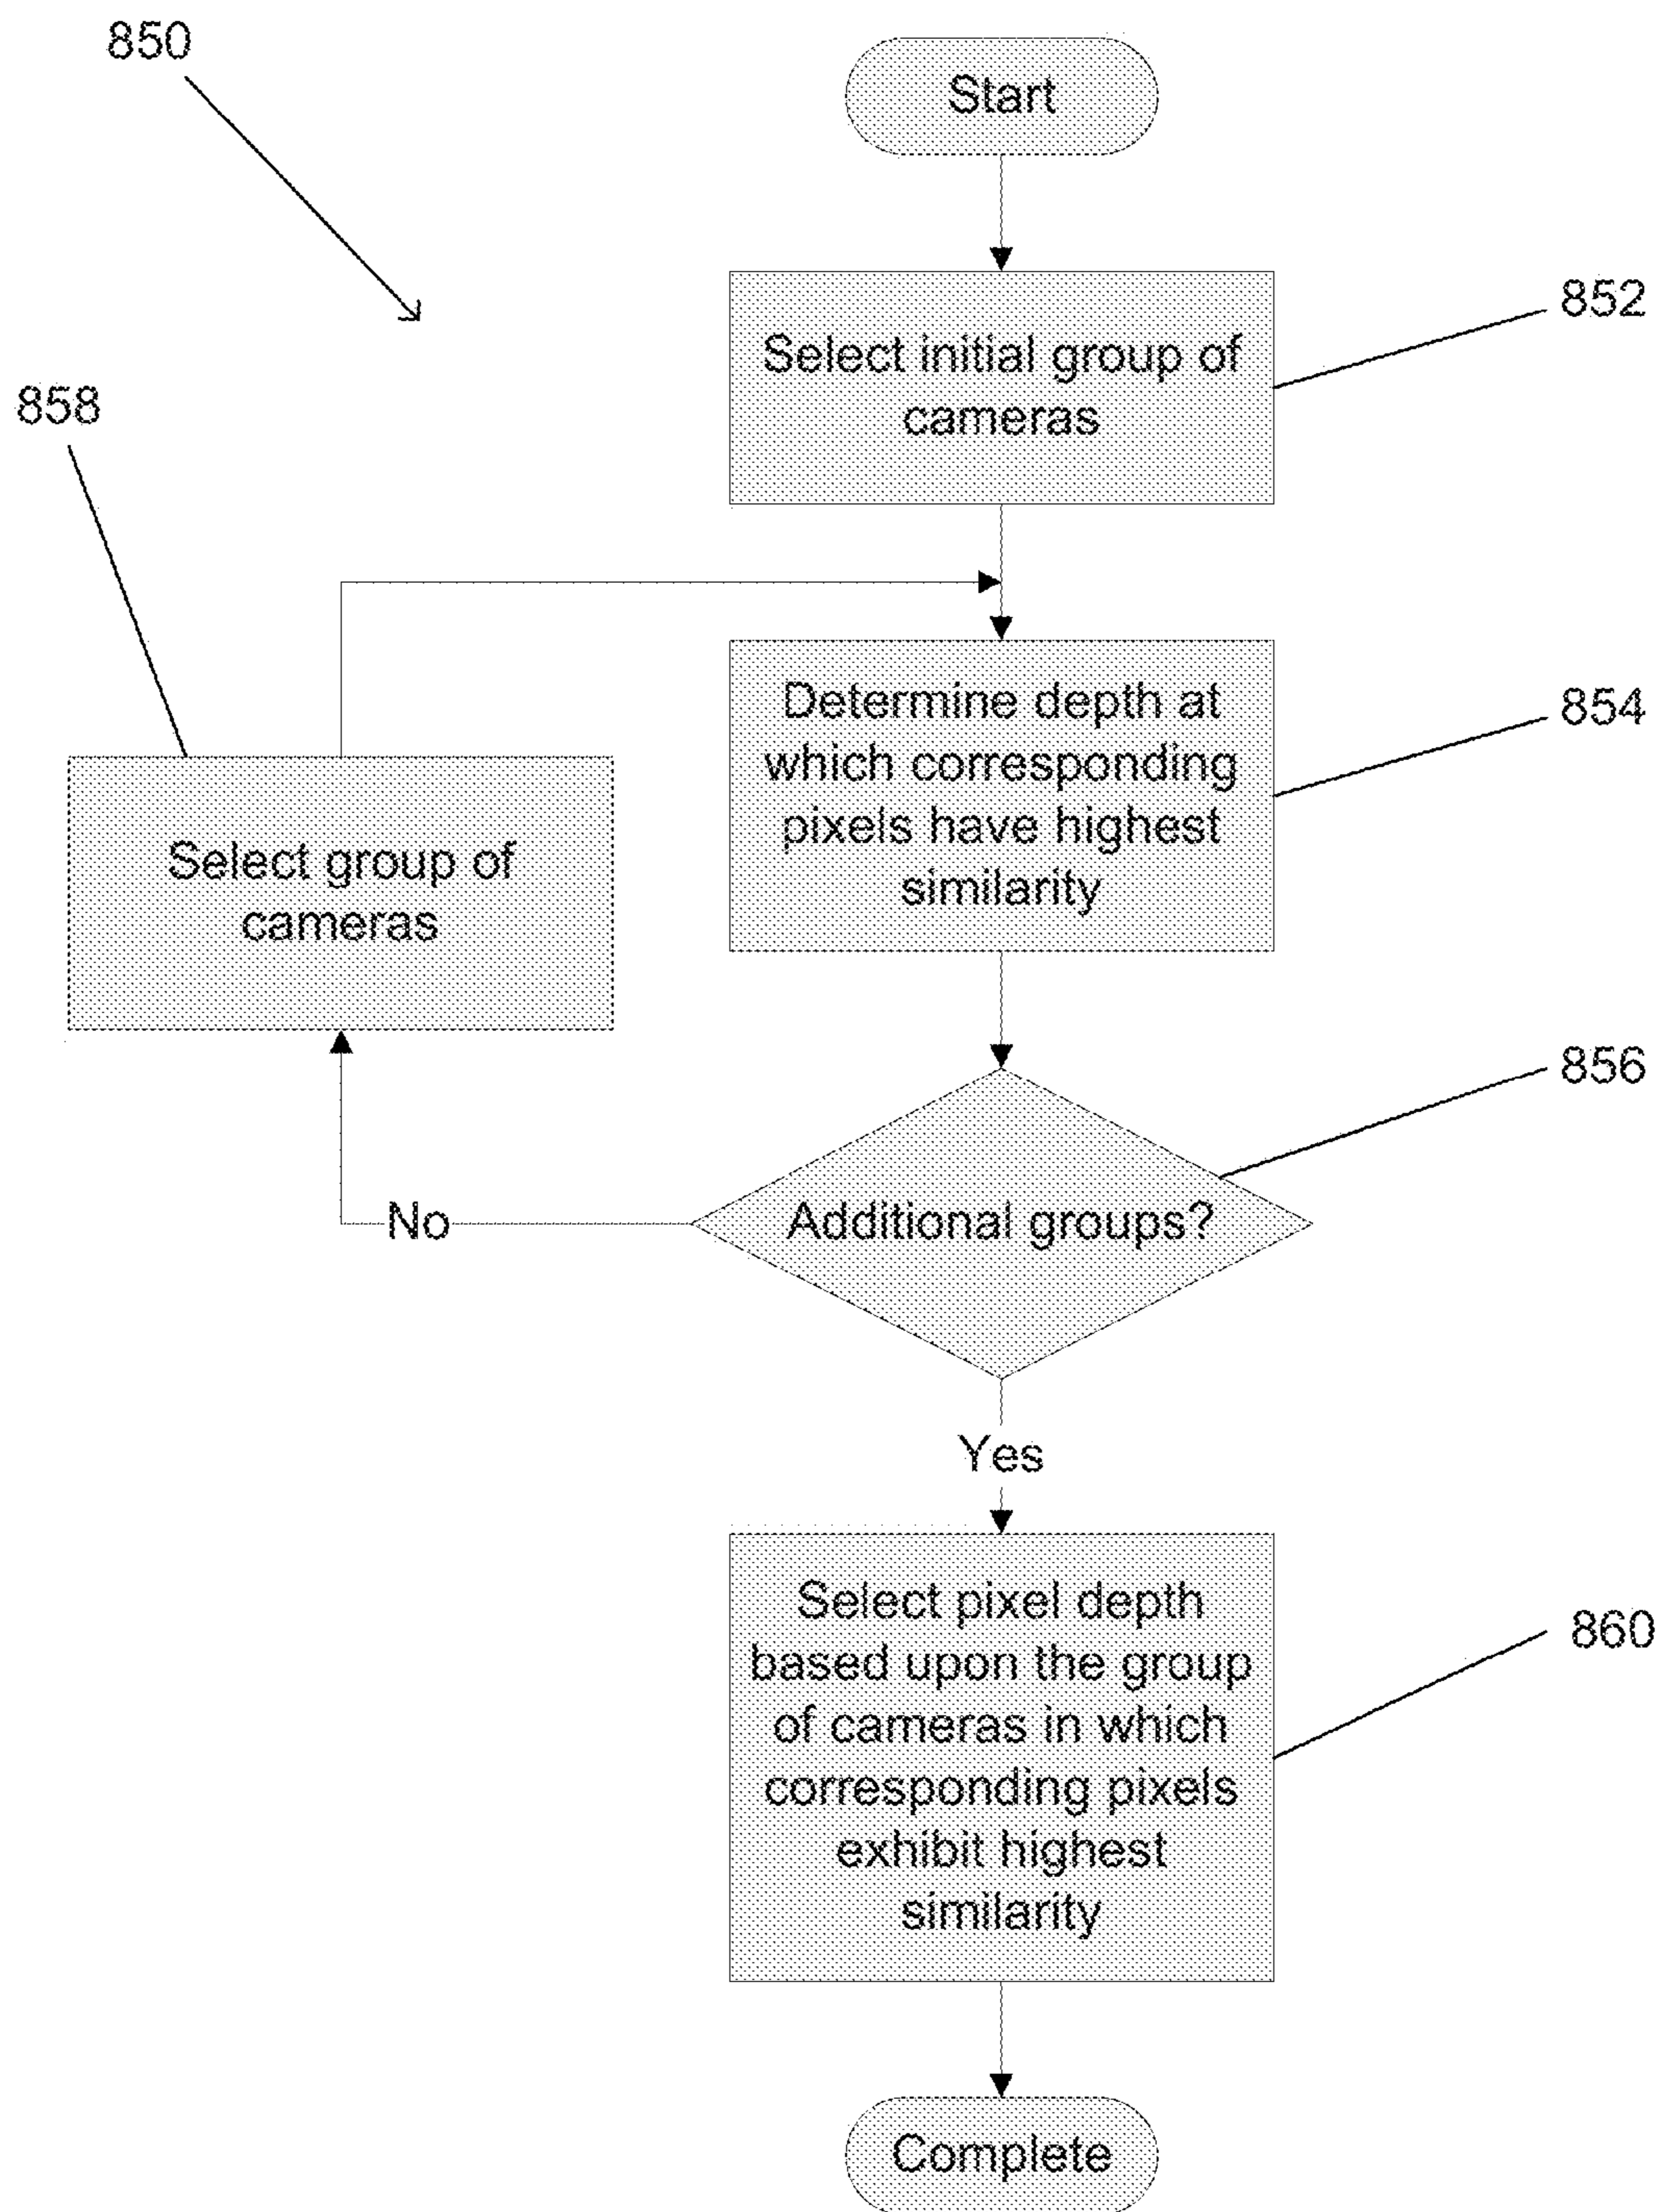 850
Start
852
Select initial group of
cameras
858
854
Determine depth at
which corresponding
pixels have highest
similarity
Select group of
cameras
856
Additional groups?
No
Yes
860
Select pixel depth
based upon the group
of cameras in which
corresponding pixels
exhibit highest
similarity
Complete